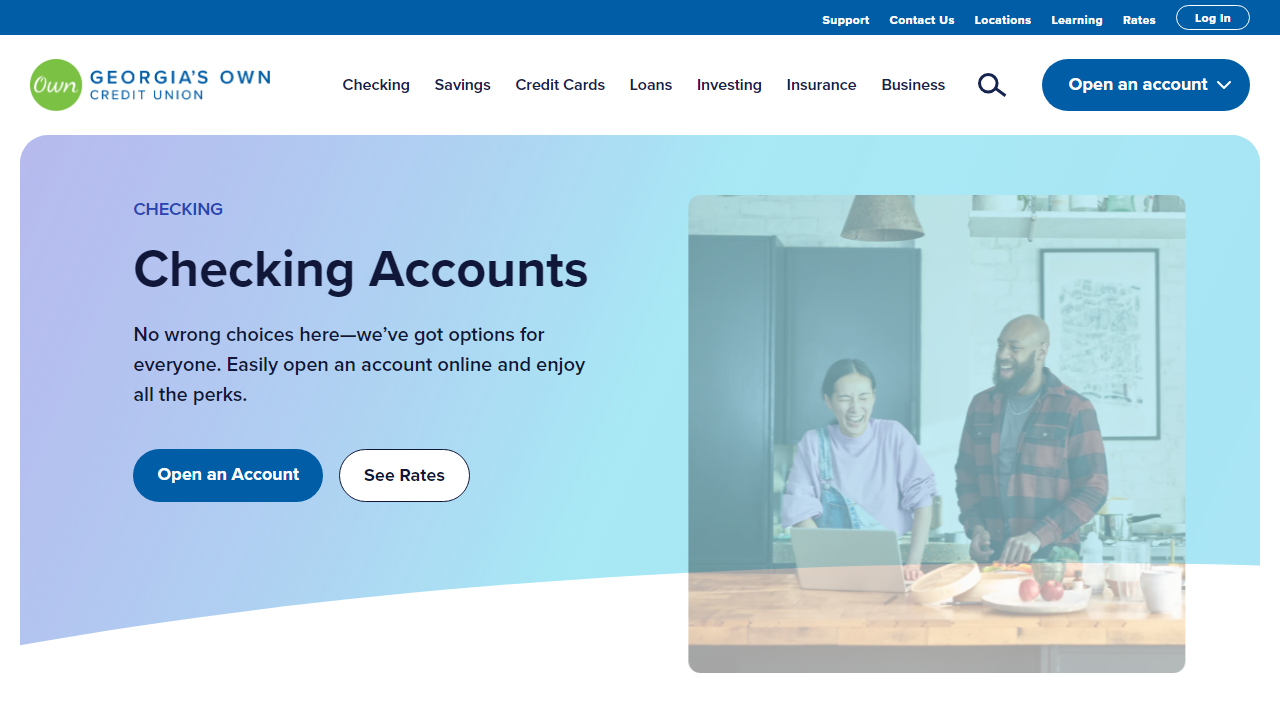 Support Contact Us Locations Learning Rates Log In
Own GEORGIA'S OWN
CREDIT UNION
Checking Savings Credit Cards Loans Investing Insurance Business Open an account
CHECKING
Checking Accounts
No wrong choices here—we've got options for
everyone. Easily open an account online and enjoy
all the perks.
Open an Account See Rates